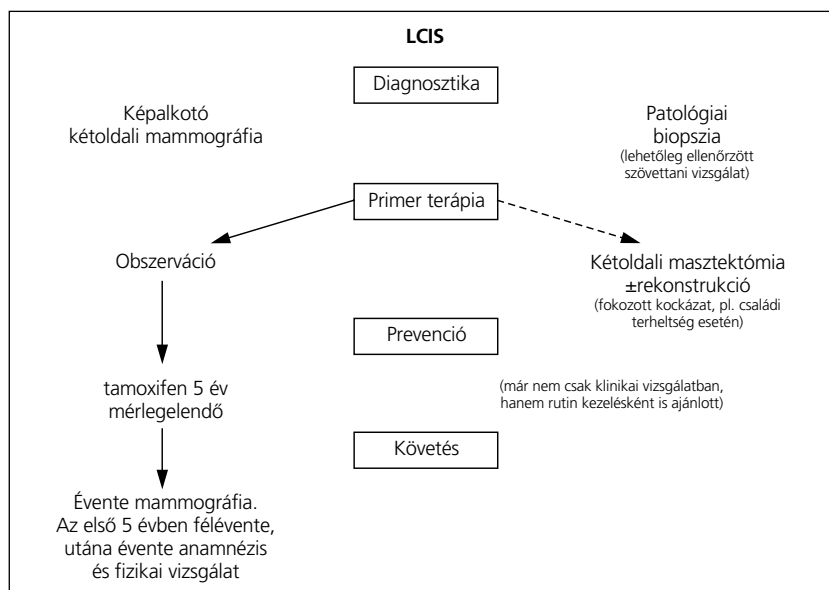 LCIS
Diagnosztika
Képalkotó
kétoldali mammográfia
Patológiai
biopszia
(lehetőleg ellenőrzött
szövettani vizsgálat)
Primer terápia
Obszerváció
Kétoldali masztektómia
±rekonstrukció
(fokozott kockázat, pl. családi
terheltség esetén)
Prevenció
tamoxifen 5 év
mérlegelendő
(már nem csak klinikai vizsgálatban,
hanem rutin kezelésként is ajánlott)
Követés
Évente mammográfia.
Az első 5 évben félévente,
utána évente anamnézis
és fizikai vizsgálat